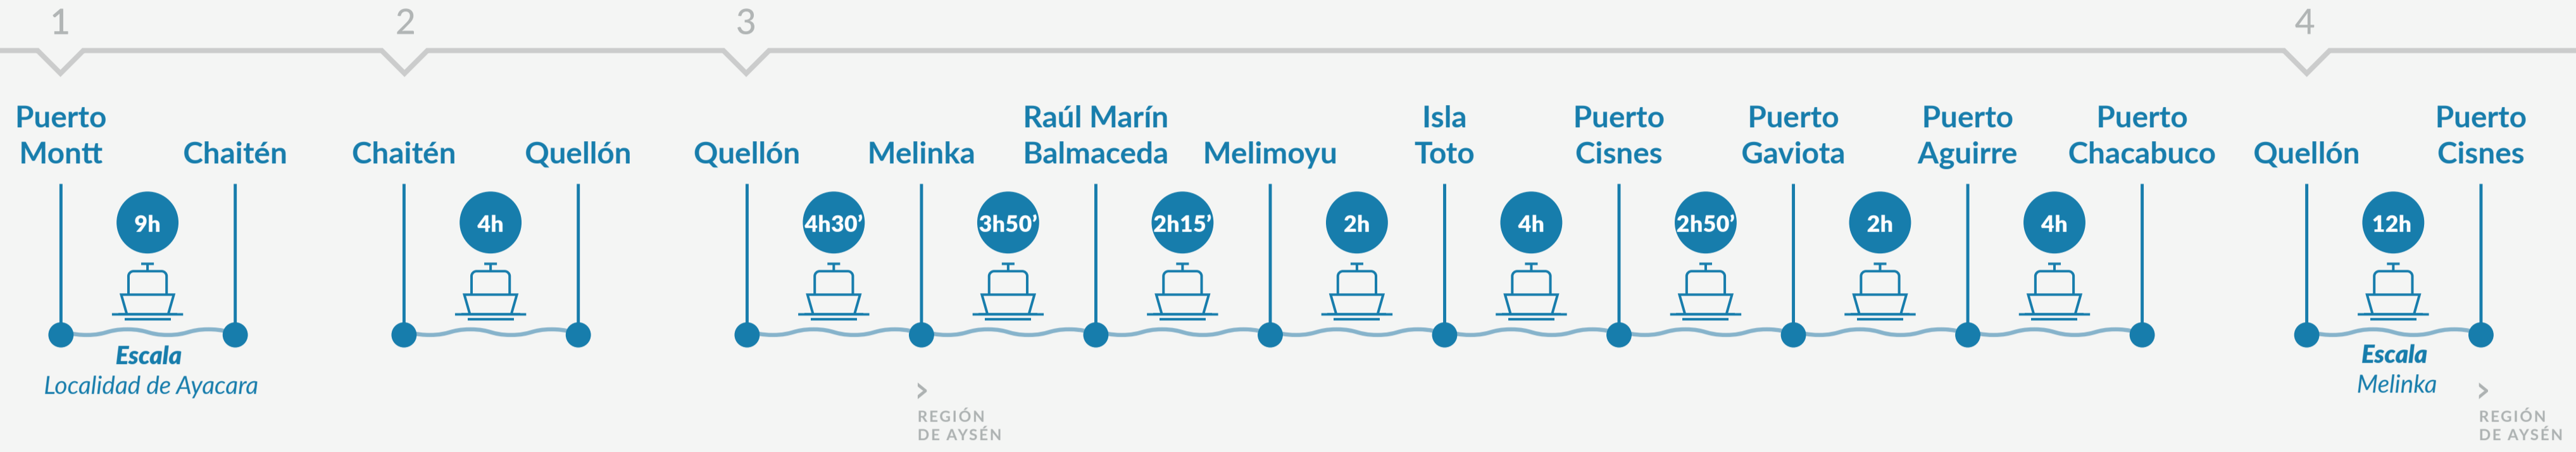 1
2
3
4
Puerto
Montt
Chaitén
Chaitén
Quellón
Quellón
Melinka
Raúl Marín
Balmaceda
Melimoyu
Isla
Toto
Puerto
Cisnes
Puerto
Gaviota
Puerto
Aguirre
Puerto
Chacabuco
Quellón
Puerto
Cisnes
9h
4h
4h30’
3h50’
2h15’
2h
4h
2h50’
2h
4h
12h
Escala
Localidad de Ayacara
Escala
Melinka
›
REGIÓN
DE AYSÉN
›
REGIÓN
DE AYSÉN